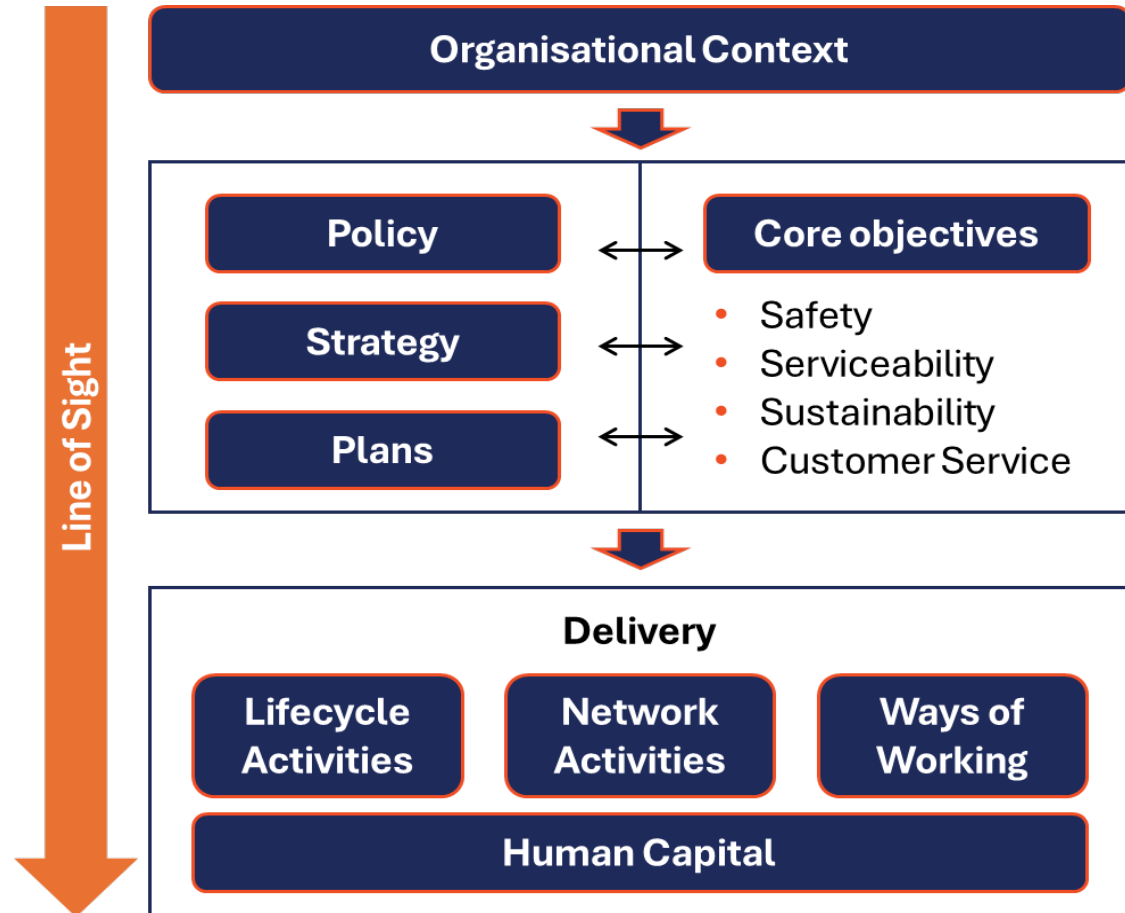 Organisational Context
Line of Sight
Policy
Core objectives
Strategy
Plans
• Safety
• Serviceability
• Sustainability
• Customer Service
Delivery
Lifecycle
Activities
Network
Activities
Ways of
Working
Human Capital